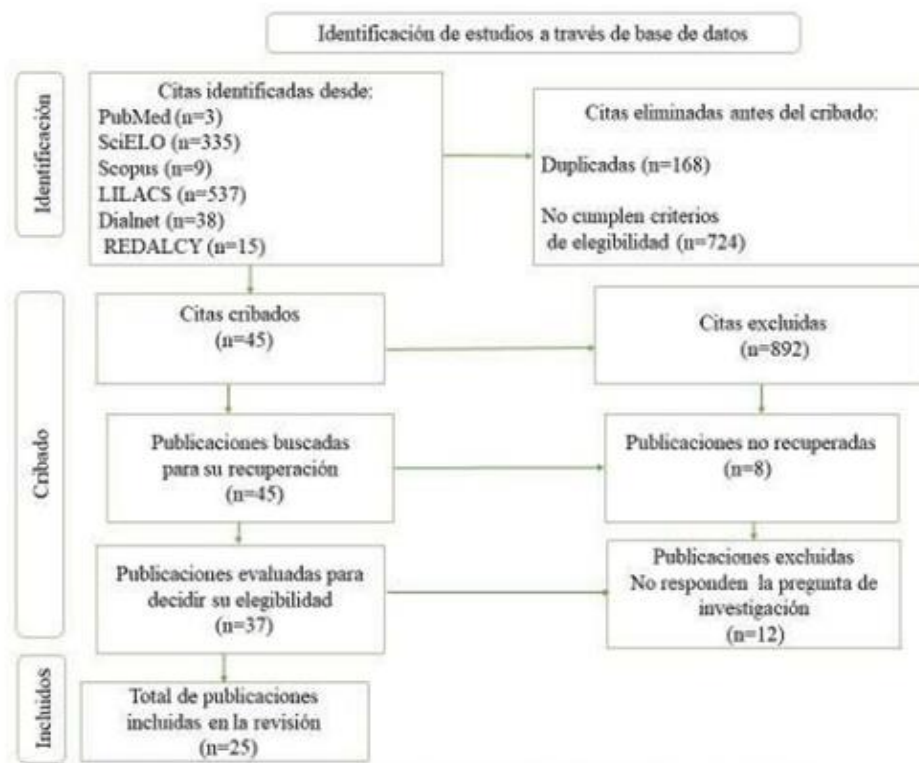 Identificación de estudios a través de base de datos
Identificación
Citas identificadas desde:
PubMed (n=3)
SciELO (n=335)
Scopus (n=9)
LILACS (n=537)
Dialnet (n=38)
REDALCY (n=15)
Citas eliminadas antes del cribado:
Duplicadas (n=168)
No cumplen criterios
de elegibilidad (n=724)
Cribado
Citas cribados
(n=45)
Citas excluidas
(n=892)
Publicaciones buscadas
para su recuperación
(n=45)
Publicaciones no recuperadas
(n=8)
Publicaciones evaluadas para
decidir su elegibilidad
(n=37)
Publicaciones excluidas
No responden la pregunta de
investigación
(n=12)
Incluidos
Total de publicaciones
incluidas en la revisión
(n=25)